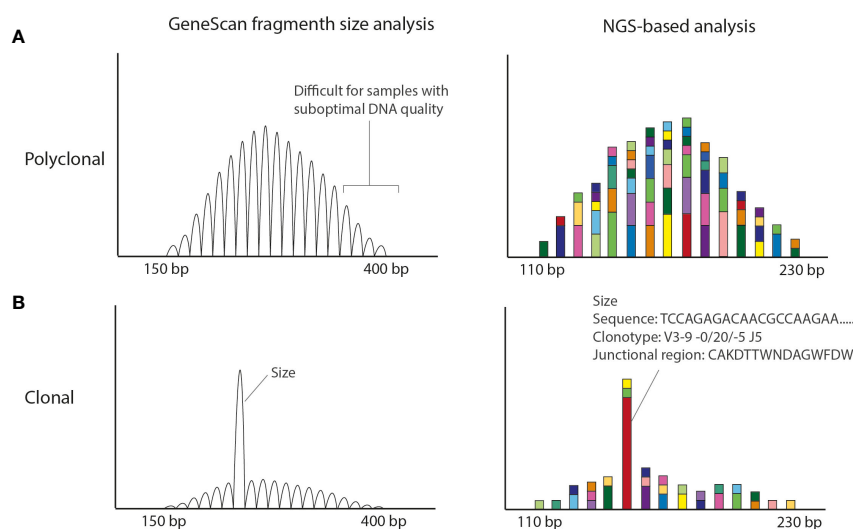 GeneScan fragmenth size analysis
NGS-based analysis
A
Difficult for samples with
suboptimal DNA quality
Polyclonal
150 bp
400 bp
110 bp
230 bp
B
Size
Sequence: TCCAGAGACAACGCCAAGAA.....
Clonotype: V3-9 -0/20/-5 J5
Junctional region: CAKDTTWNDAGWFDW
Size
Clonal
150 bp
400 bp
110 bp
230 bp